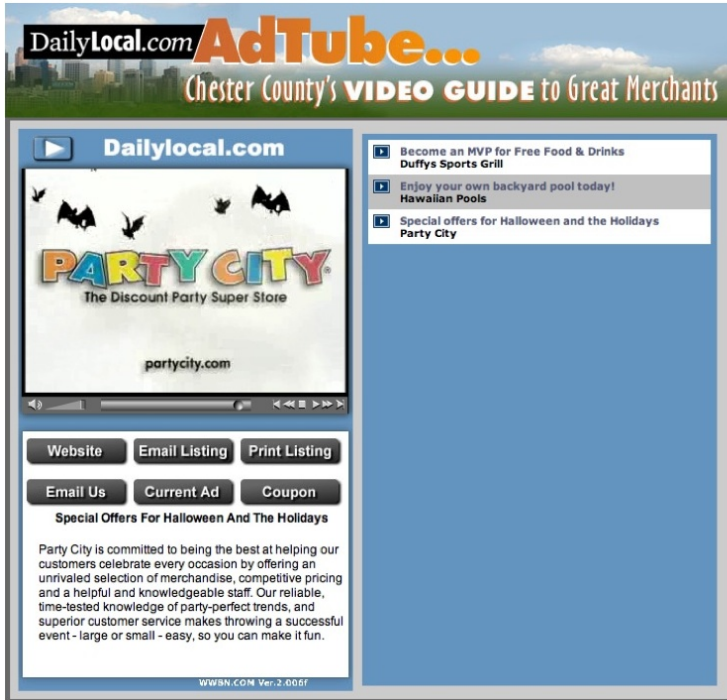 DailyLocal.com AdTube...
Chester County's VIDEO GUIDE to Great Merchants
Dailylocal.com
PARTY CITY®
The Discount Party Super Store
partycity.com
Website Email Listing Print Listing
Email Us Current Ad Coupon
Special Offers For Halloween And The Holidays
Party City is committed to being the best at helping our
customers celebrate every occasion by offering an
unrivaled selection of merchandise, competitive pricing
and a helpful and knowledgeable staff. Our reliable,
time-tested knowledge of party-perfect trends, and
superior customer service makes throwing a successful
event - large or small - easy, so you can make it fun.
WWBN.COM Ver.2.006f
Become an MVP for Free Food & Drinks
Duffys Sports Grill
Enjoy your own backyard pool today!
Hawaiian Pools
Special offers for Halloween and the Holidays
Party City